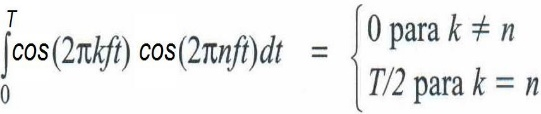 ∫₀ᵀ cos(2πkft) cos(2πnft)dt = { 0 para k ≠ n
T/2 para k = n